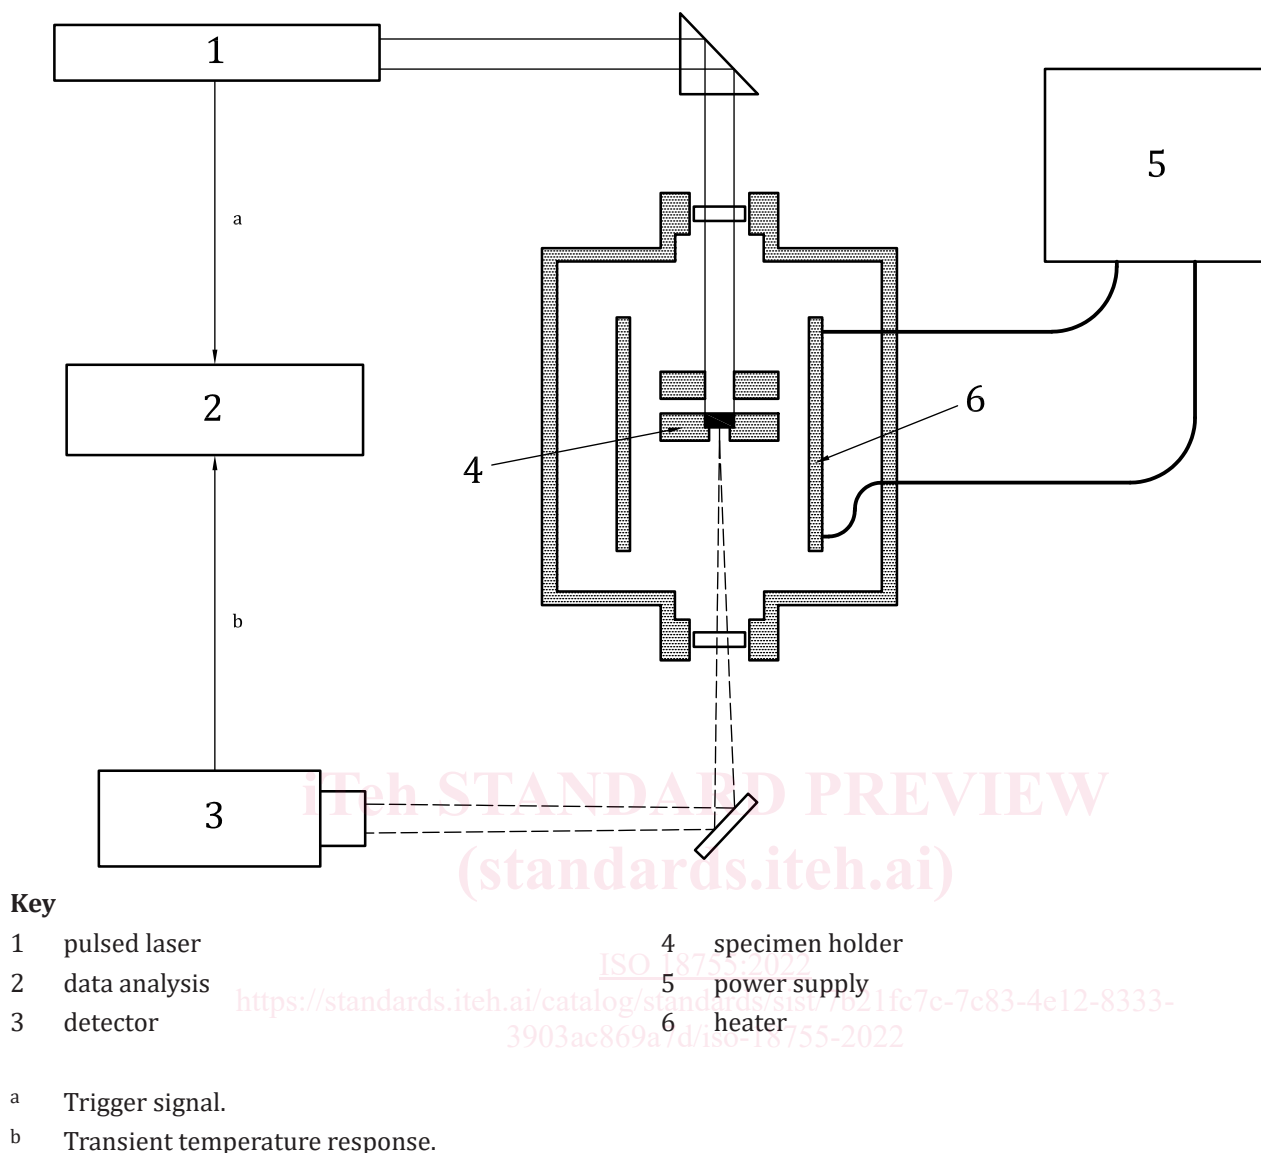 1
5
a
2
6
4
b
iTeh STANDARD PREVIEW
3
(standards.iteh.ai)
Key
1 pulsed laser
4 specimen holder
ISO 18755:2022
2 data analysis
5 power supply
https://standards.iteh.ai/catalog/standards/sist/7b21fc7c-7c83-4e12-8333-
3 detector
6 heater
3903ac869a7d/iso-18755-2022
a Trigger signal.
b Transient temperature response.